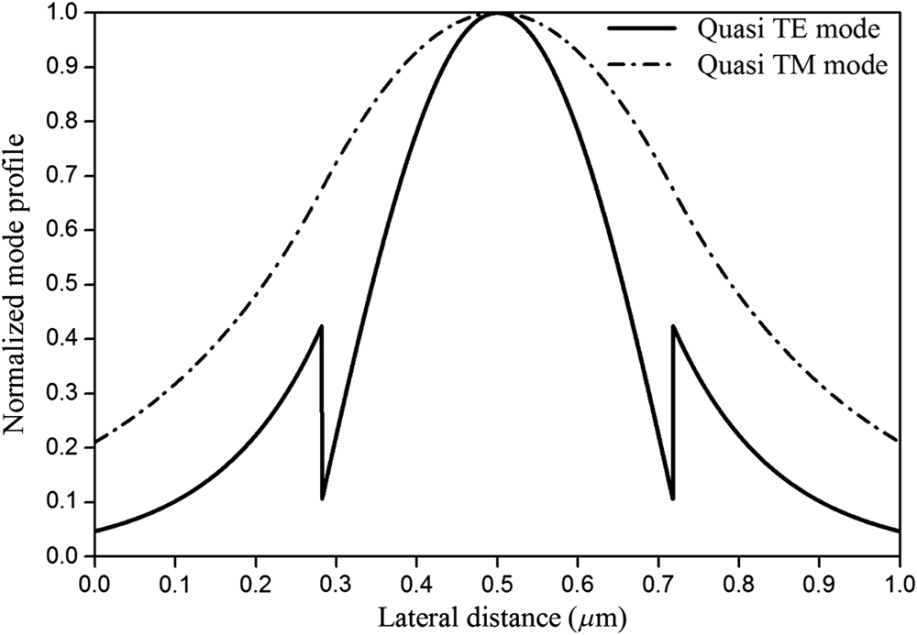 Quasi TE mode
Quasi TM mode
Normalized mode profile
1.0
0.9
0.8
0.7
0.6
0.5
0.4
0.3
0.2
0.1
0.0
0.0 0.1 0.2 0.3 0.4 0.5 0.6 0.7 0.8 0.9 1.0
Lateral distance (μm)